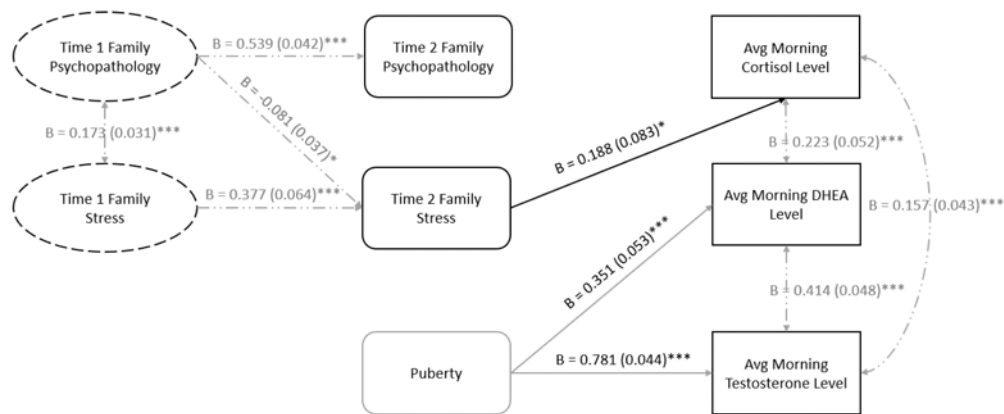 Time 1 Family
Psychopathology
B = 0.539 (0.042)***
Time 2 Family
Psychopathology
Avg Morning
Cortisol Level
B = -0.081 (0.037)*
B = 0.173 (0.031)***
B = 0.188 (0.083)*
B = 0.223 (0.052)***
Time 1 Family
Stress
B = 0.377 (0.064)***
Time 2 Family
Stress
Avg Morning DHEA
Level
B = 0.157 (0.043)***
B = 0.351 (0.053)***
B = 0.414 (0.048)***
Puberty
B = 0.781 (0.044)***
Avg Morning
Testosterone Level